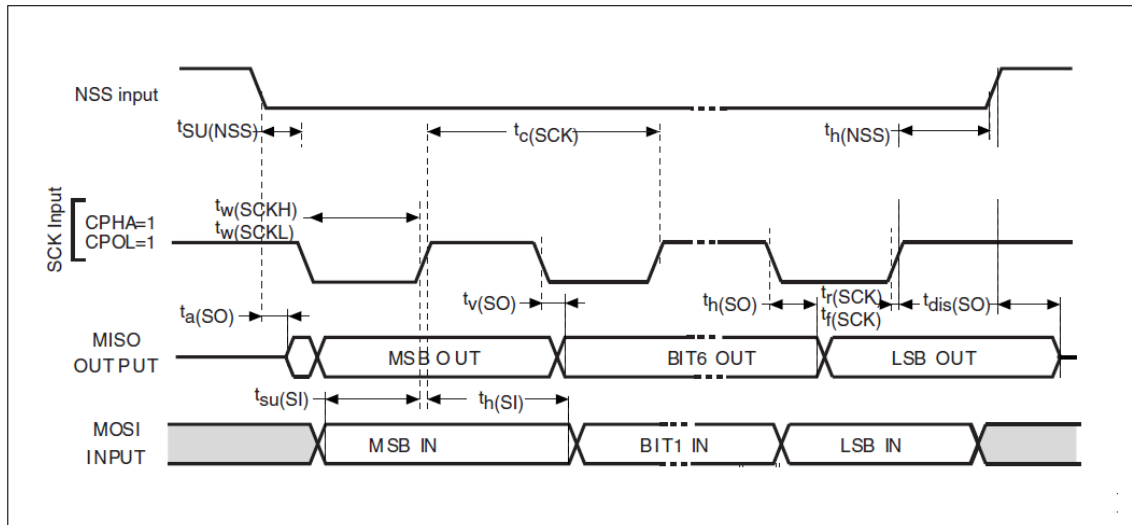 NSS input
tSU(NSS)
tc(SCK)
th(NSS)
SCK Input
CPHA=1
CPOL=1
tw(SCKH)
tw(SCKL)
ta(SO)
tv(SO)
th(SO)
tr(SCK)
tf(SCK)
tdis(SO)
MISO
OUTPUT
MSB OUT
BIT6 OUT
LSB OUT
tsu(SI)
th(SI)
MOSI
INPUT
MSB IN
BIT1 IN
LSB IN